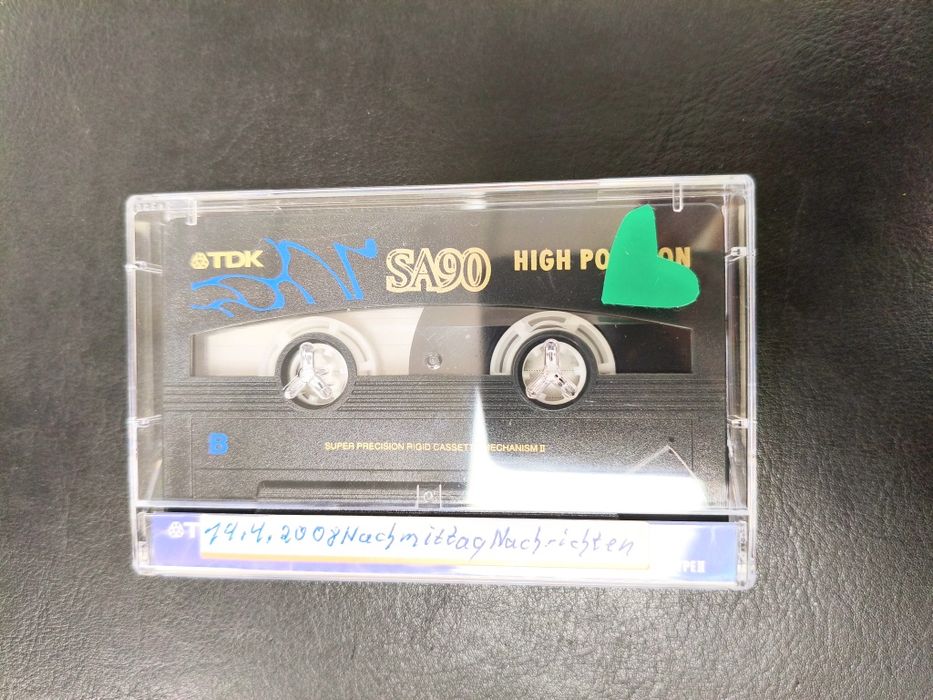 TDK
SA90
HIGH PO ON
B
SUPER PRECISION RIGID CASSETTE MECHANISM II
14.4.2008 Nachmittag Nachrichten